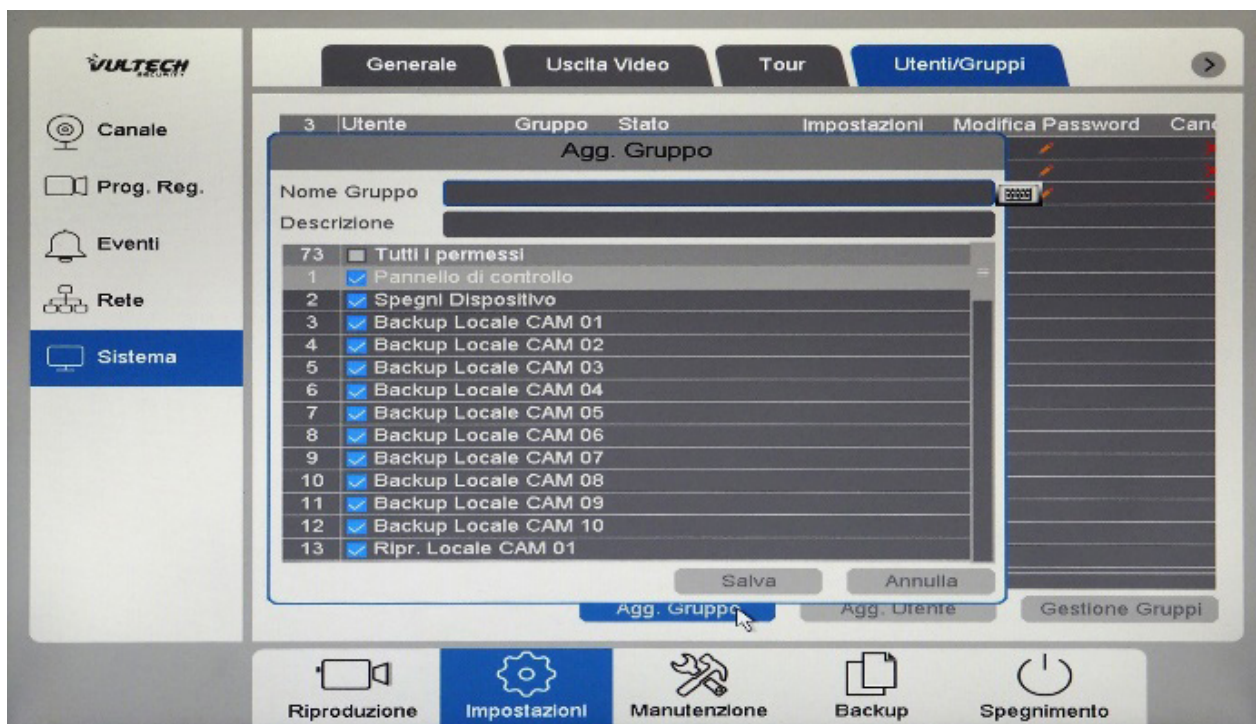 VULTECH
SECURITY
Generale
Uscita Video
Tour
Utenti/Gruppi
Canale
Prog. Reg.
Eventi
Rete
Sistema
3 Utente Gruppo Stato Impostazioni Modifica Password Canc
Agg. Gruppo
Nome Gruppo
Descrizione
73 Tutti i permessi
1 Pannello di controllo
2 Spegni Dispositivo
3 Backup Locale CAM 01
4 Backup Locale CAM 02
5 Backup Locale CAM 03
6 Backup Locale CAM 04
7 Backup Locale CAM 05
8 Backup Locale CAM 06
9 Backup Locale CAM 07
10 Backup Locale CAM 08
11 Backup Locale CAM 09
12 Backup Locale CAM 10
13 Ripr. Locale CAM 01
Salva Annulla
Agg. Gruppo Agg. Utente Gestione Gruppi
Riproduzione Impostazioni Manutenzione Backup Spegnimento